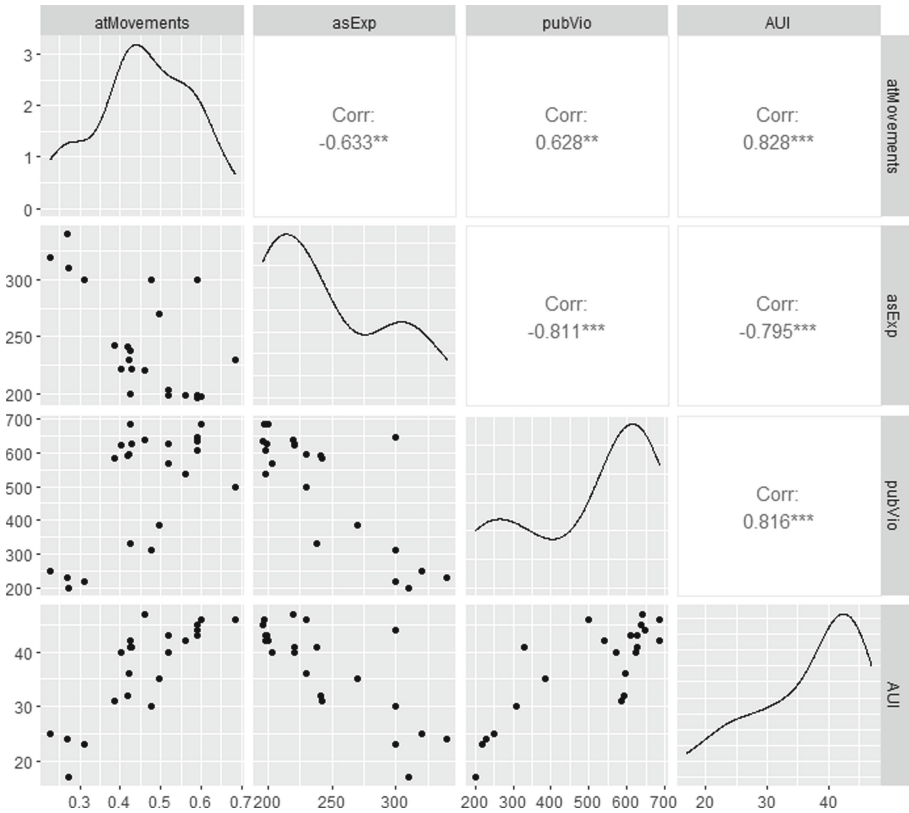 atMovements asExp pubVio AUI
3
2
1
0
Corr: Corr: Corr:
-0.633** 0.628** 0.828***
atMovements
300
250
200
Corr: Corr:
-0.811*** -0.795***
asExp
700
600
500
400
300
200
Corr:
0.816***
pubVio
40
30
20
AUI
0.3 0.4 0.5 0.6 0.7 200 250 300 200 300 400 500 600 700 20 30 40